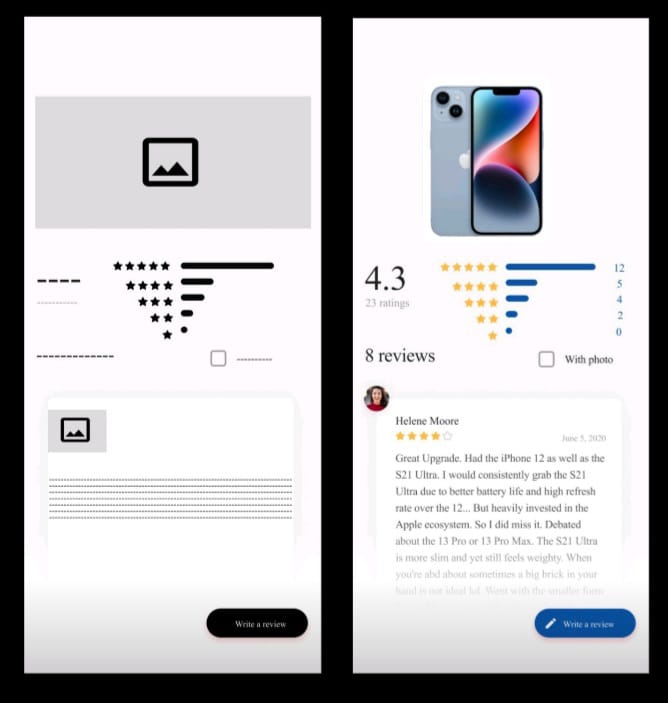 Write a review
4.3
23 ratings
12
5
4
2
0
8 reviews
With photo
Helene Moore
June 5, 2020
Great Upgrade. Had the iPhone 12 as well as the
S21 Ultra. I would consistently grab the S21
Ultra due to better battery life and high refresh
rate over the 12... But heavily invested in the
Apple ecosystem. So I did miss it. Debated
about the 13 Pro or 13 Pro Max. The S21 Ultra
is more slim and yet still feels weighty. When
you're abd about sometimes a big brick in your
hand is not ideal lol. Went with the smaller form
Write a review